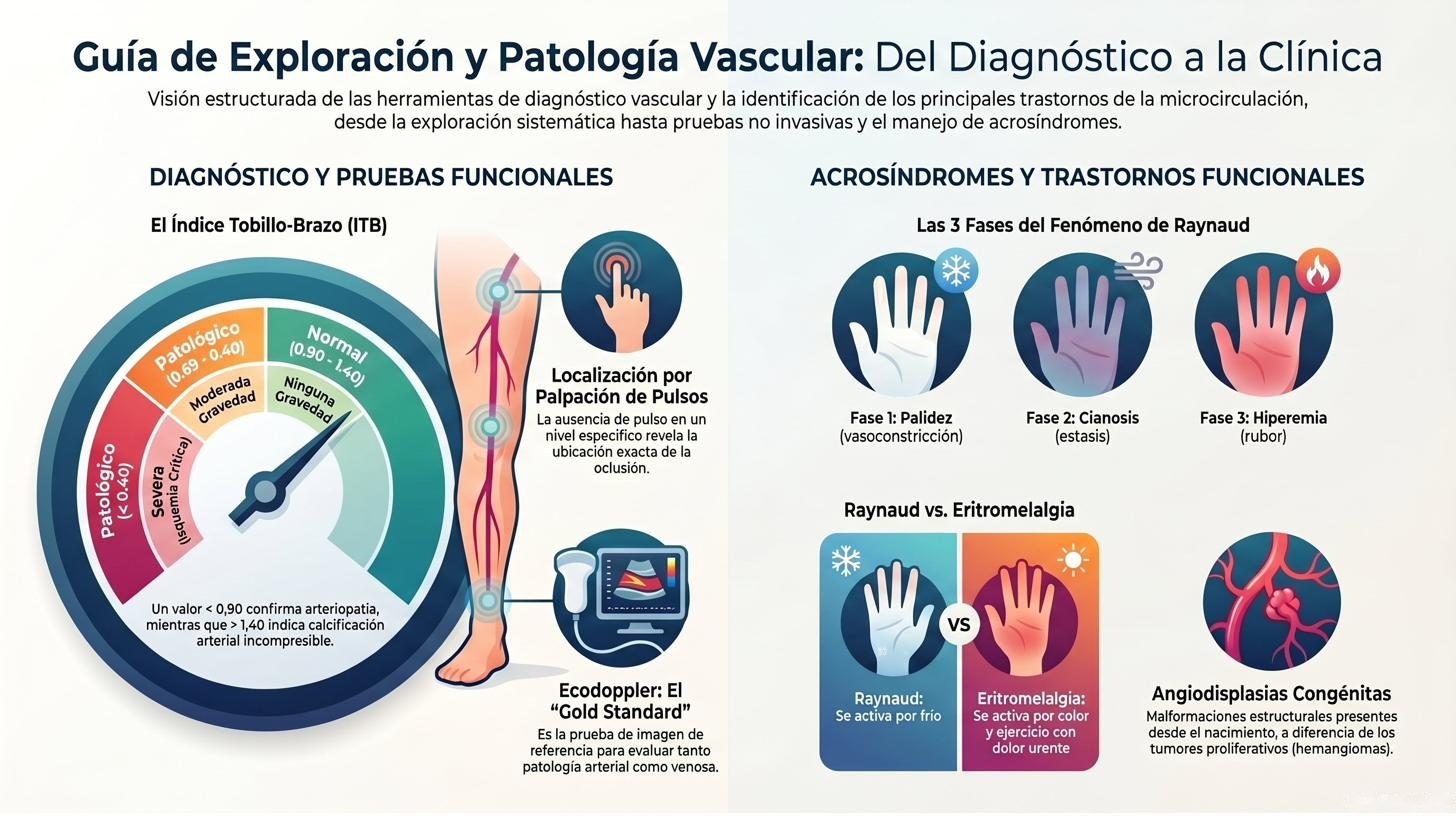 Guía de Exploración y Patología Vascular: Del Diagnóstico a la Clínica
Visión estructurada de las herramientas de diagnóstico vascular y la identificación de los principales trastornos de la microcirculación,
desde la exploración sistemática hasta pruebas no invasivas y el manejo de acrosíndromes.
DIAGNÓSTICO Y PRUEBAS FUNCIONALES
El Índice Tobillo-Brazo (ITB)
Patológico
(< 0.40)
Severa
(Isquemia Crítica)
Patológico
(0.69 - 0.40)
Moderada
Gravedad
Normal
(0.90 - 1.40)
Ninguna
Gravedad
Un valor < 0,90 confirma arteriopatia,
mientras que > 1,40 indica calcificación
arterial incompresible.
Localización por
Palpación de Pulsos
La ausencia de pulso en un
nivel especifico revela la
ubicación exacta de la
oclusión.
Ecodoppler: El
“Gold Standard”
Es la prueba de imagen de
referencia para evaluar tanto
patología arterial como venosa.
ACROSÍNDROMES Y TRASTORNOS FUNCIONALES
Las 3 Fases del Fenómeno de Raynaud
Fase 1: Palidez
(vasoconstricción)
Fase 2: Cianosis
(estasis)
Fase 3: Hiperemia
(rubor)
Raynaud vs. Eritromelalgia
VS
Raynaud:
Se activa por frío
Eritromelalgia:
Se activa por color
y ejercicio con
dolor urente
Angiodisplasias Congénitas
Malformaciones estructurales presentes
desde el nacimiento, a diferencia de los
tumores proliferativos (hemangiomas).